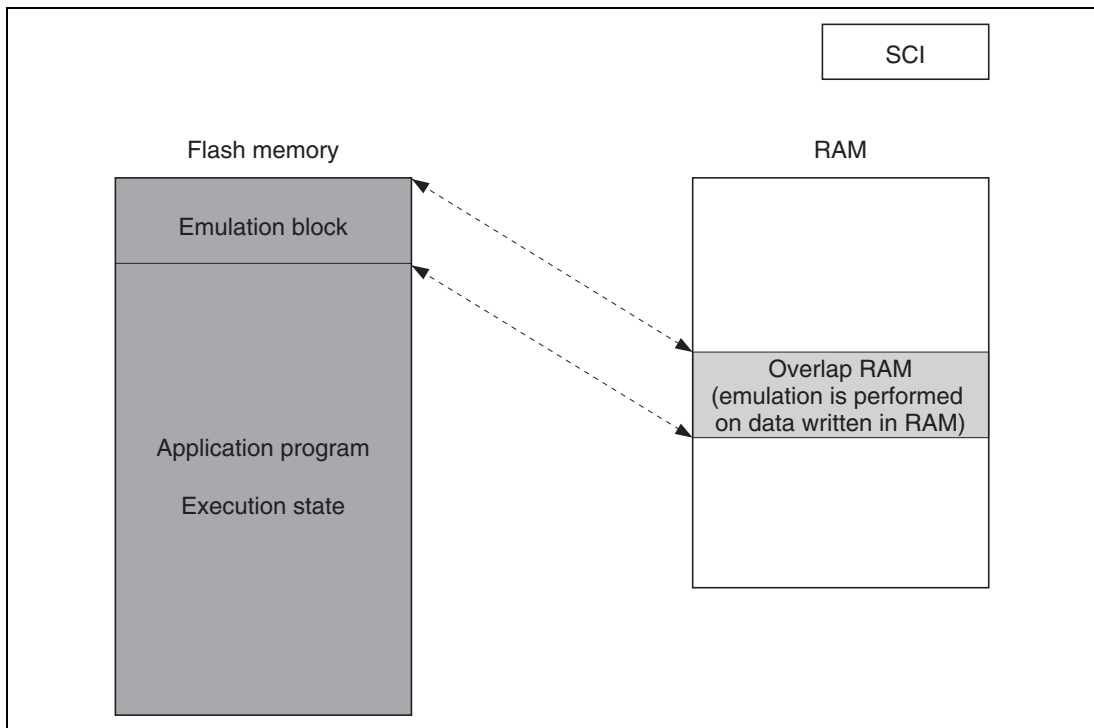 SCI
Flash memory
RAM
Emulation block
Overlap RAM
(emulation is performed
on data written in RAM)
Application program
Execution state